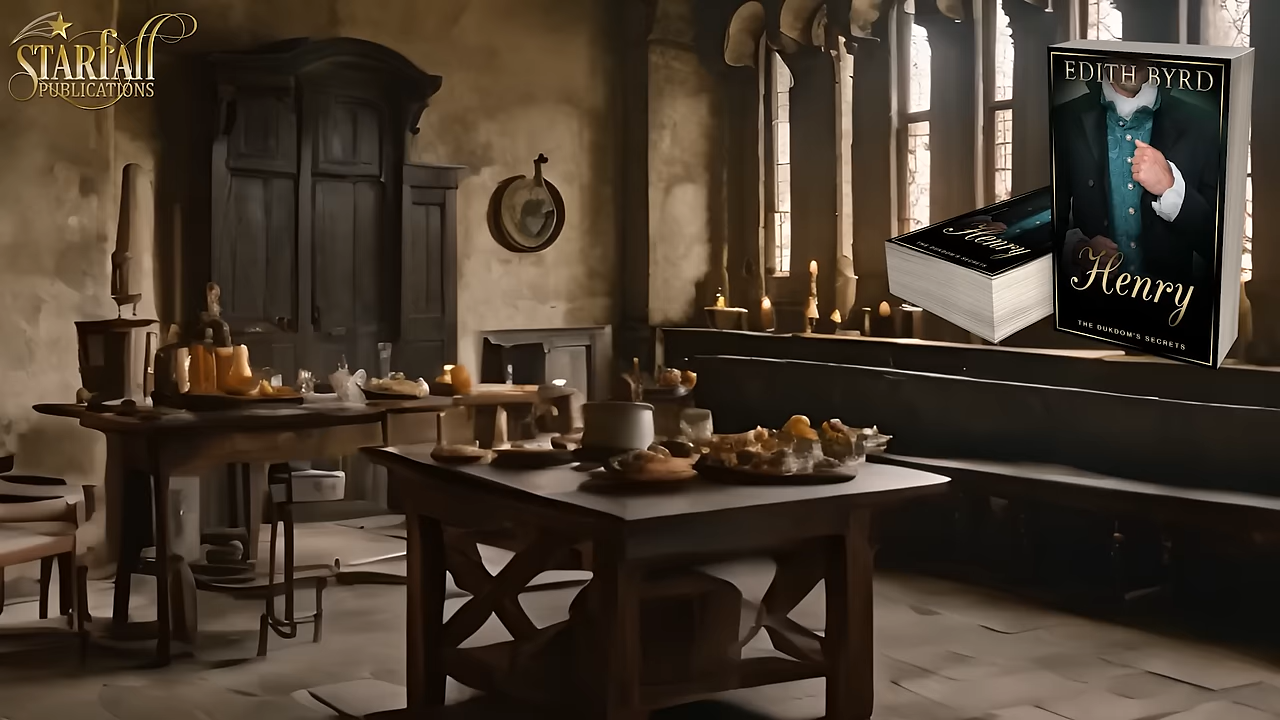 STARfall
PUBLICATIONS
EDITH BYRD
Henry
THE DUKDOM'S SECRETS
Henry
THE DUKDOM'S SECRETS